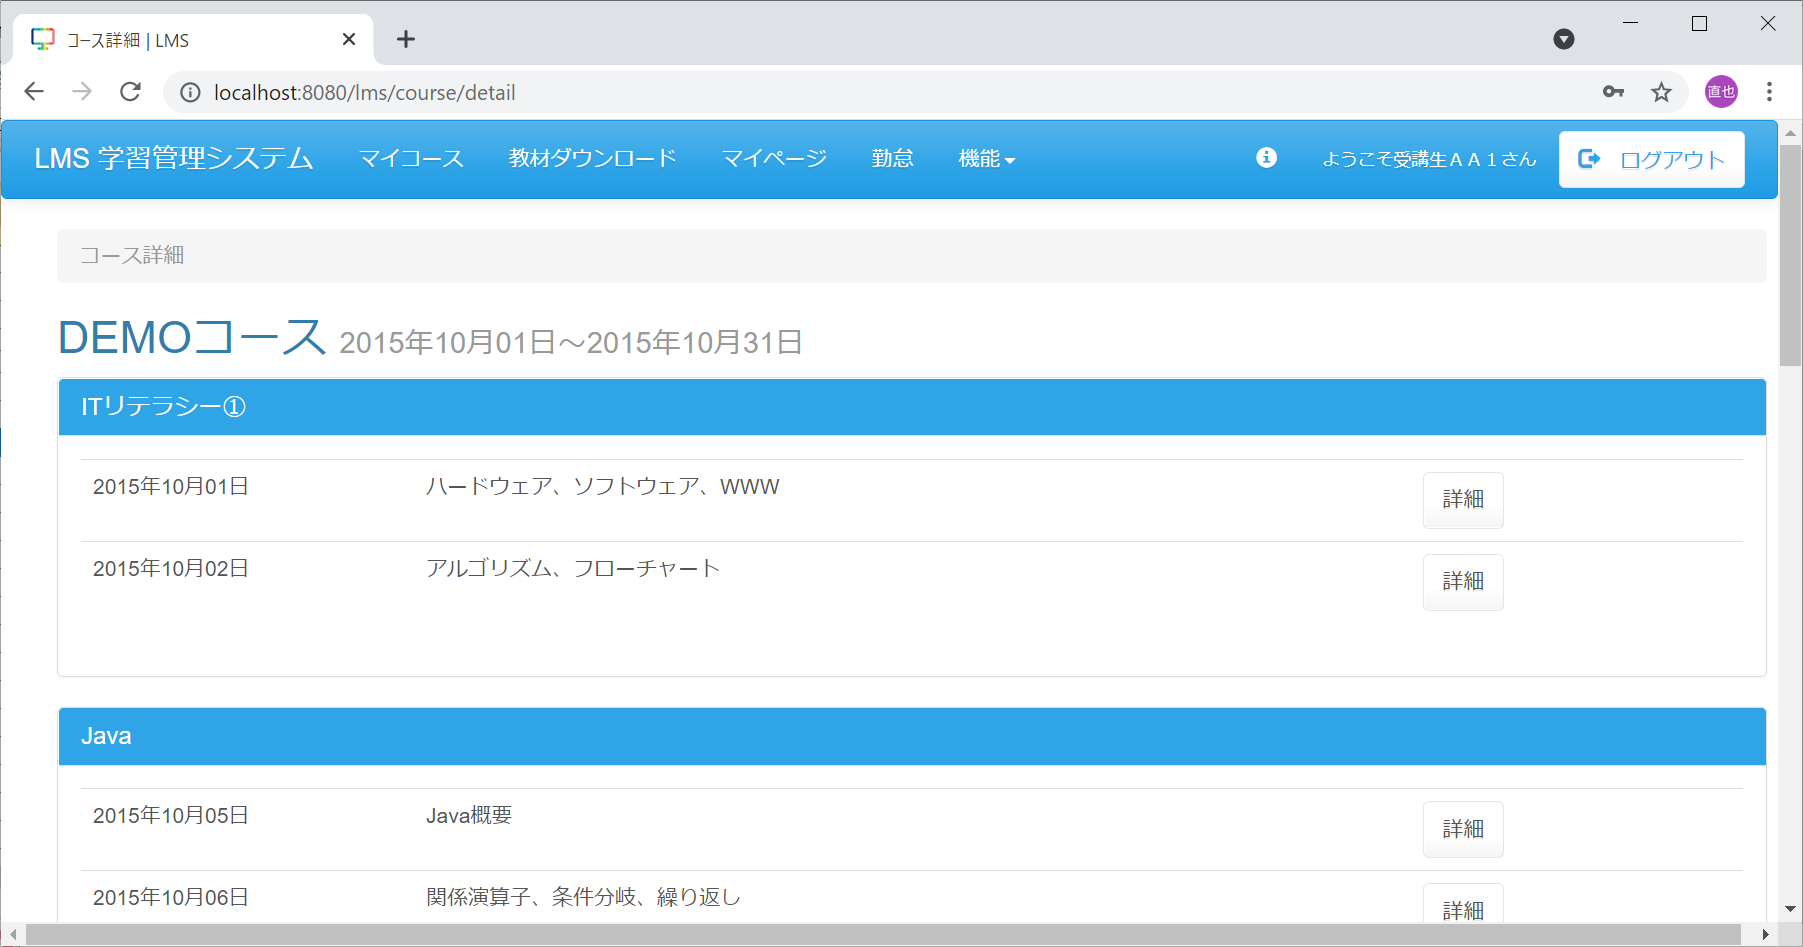 コース詳細 | LMS
localhost:8080/lms/course/detail
直也
LMS 学習管理システム マイコース 教材ダウンロード マイページ 勤怠 機能 ようこそ受講生ＡＡ１さん ログアウト
コース詳細
DEMOコース 2015年10月01日～2015年10月31日
ITリテラシー①
2015年10月01日 ハードウェア、ソフトウェア、WWW 詳細
2015年10月02日 アルゴリズム、フローチャート 詳細
Java
2015年10月05日 Java概要 詳細
2015年10月06日 関係演算子、条件分岐、繰り返し 詳細